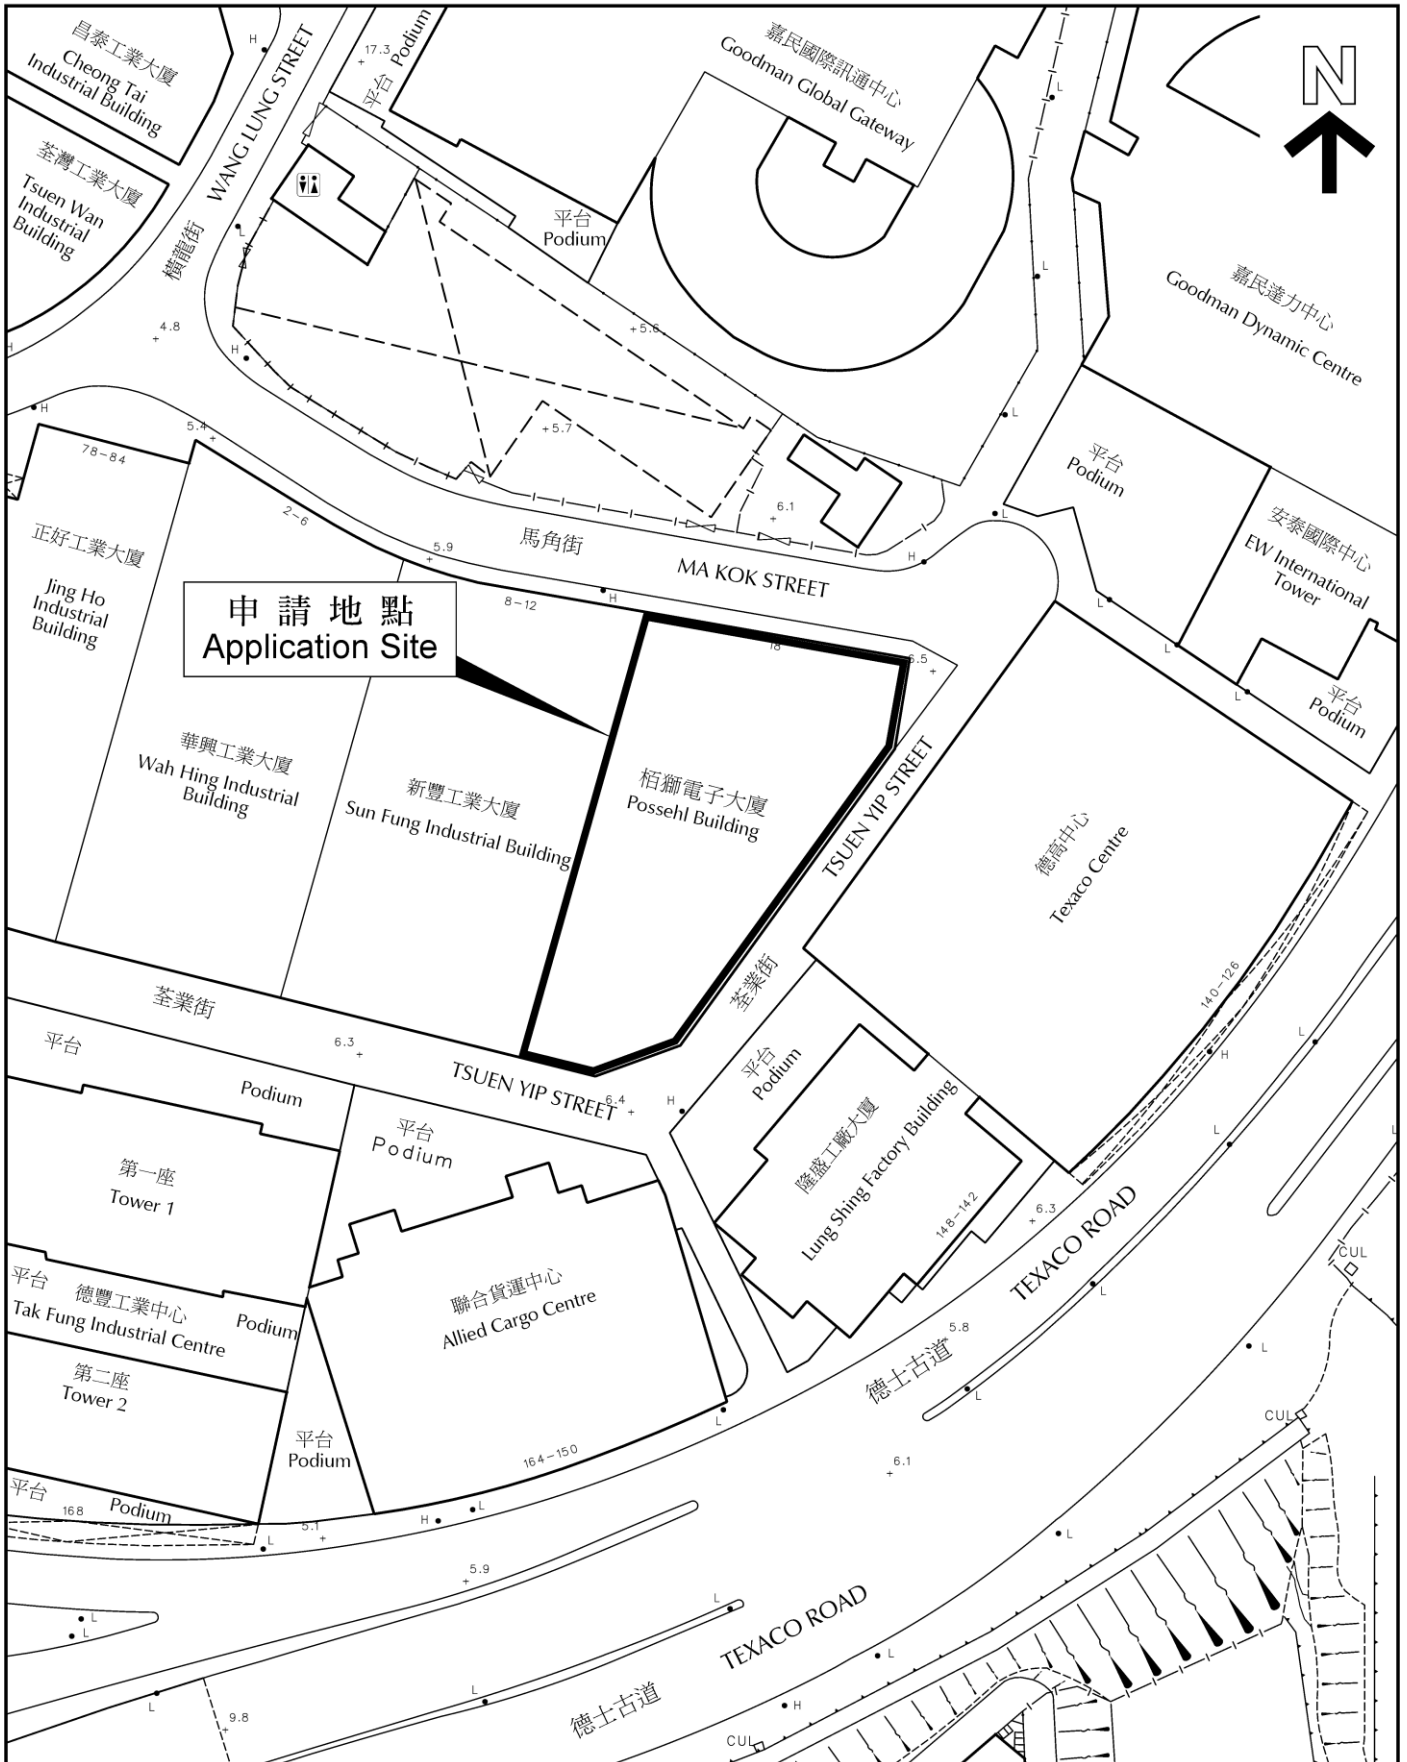 昌泰工業大廈
Cheong Tai
Industrial Building
H
WANG LUNG STREET
橫龍街
17.3
平台
Podium
嘉民國際訊通中心
Goodman Global Gateway
L
N
荃灣工業大廈
Tsuen Wan
Industrial
Building
L
平台
Podium
L
嘉民達力中心
Goodman Dynamic Centre
4.8
H
H
5.6
H
5.4
5.7
L
78-84
2-6
平台
Podium
6.1
L
安泰國際中心
EW International
Tower
正好工業大廈
Jing Ho
Industrial
Building
5.9
馬角街
MA KOK STREET
H
H
8-12
L
申請地點
Application Site
18
6.5
L
L
平台
Podium
華興工業大廈
Wah Hing Industrial
Building
新豐工業大廈
Sun Fung Industrial Building
栢獅電子大廈
Possehl Building
TSUEN YIP STREET
荃業街
德高中心
Texaco Centre
140-126
荃業街
6.3
TSUEN YIP STREET
6.4
H
平台
Podium
H
L
平台
Podium
平台
Podium
隆盛工廠大廈
Lung Shing Factory Building
148-142
L
L
第一座
Tower 1
6.3
TEXACO ROAD
CUL
平台
德豐工業中心
Tak Fung Industrial Centre
Podium
聯合貨運中心
Allied Cargo Centre
L
5.8
德士古道
L
L
第二座
Tower 2
L
CUL
平台
Podium
164-150
6.1
平台
Podium
168
5.1
H
L
L
L
5.9
L
L
L
TEXACO ROAD
L
L
L
德士古道
H
9.8
CUL